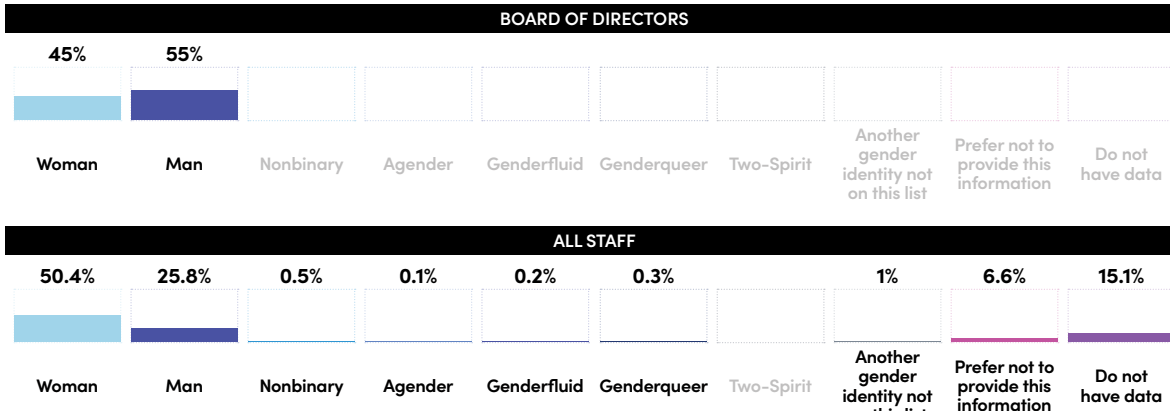 BOARD OF DIRECTORS
45% 55%
Woman Man Nonbinary Agender Genderfluid Genderqueer Two-Spirit
Another
gender
identity not
on this list
Prefer not to
provide this
information
Do not
have data
ALL STAFF
50.4% 25.8% 0.5% 0.1% 0.2% 0.3% 1% 6.6% 15.1%
Woman Man Nonbinary Agender Genderfluid Genderqueer Two-Spirit
Another
gender
identity not
on this list
Prefer not to
provide this
information
Do not
have data